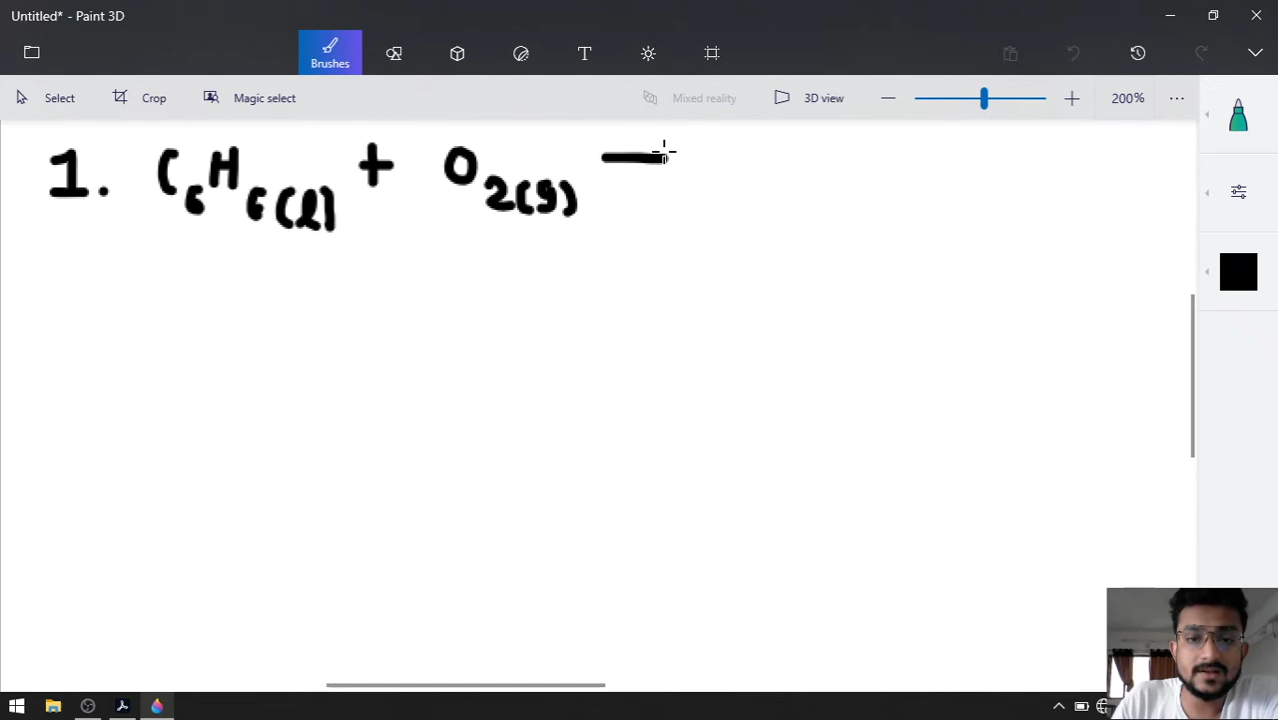 Untitled* - Paint 3D
Brushes
Select Crop Magic select Mixed reality 3D view 200%
1. C6H6(l) + O2(g) —